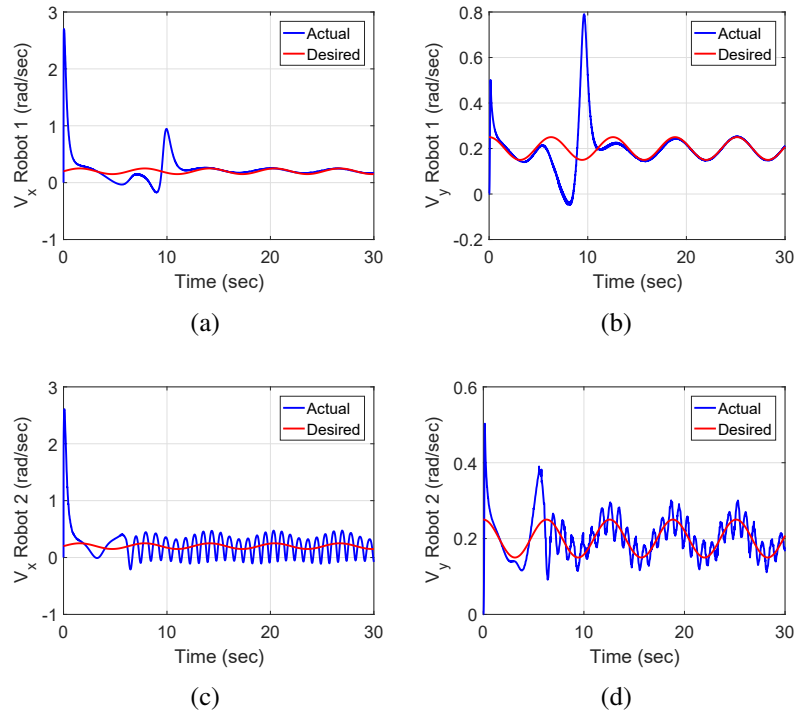 3
2
1
0
-1
V_x Robot 1 (rad/sec)
Actual
Desired
0 10 20 30
Time (sec)
(a)
0.8
0.6
0.4
0.2
0
-0.2
V_y Robot 1 (rad/sec)
Actual
Desired
0 10 20 30
Time (sec)
(b)
3
2
1
0
-1
V_x Robot 2 (rad/sec)
Actual
Desired
0 10 20 30
Time (sec)
(c)
0.6
0.4
0.2
0
V_y Robot 2 (rad/sec)
Actual
Desired
0 10 20 30
Time (sec)
(d)